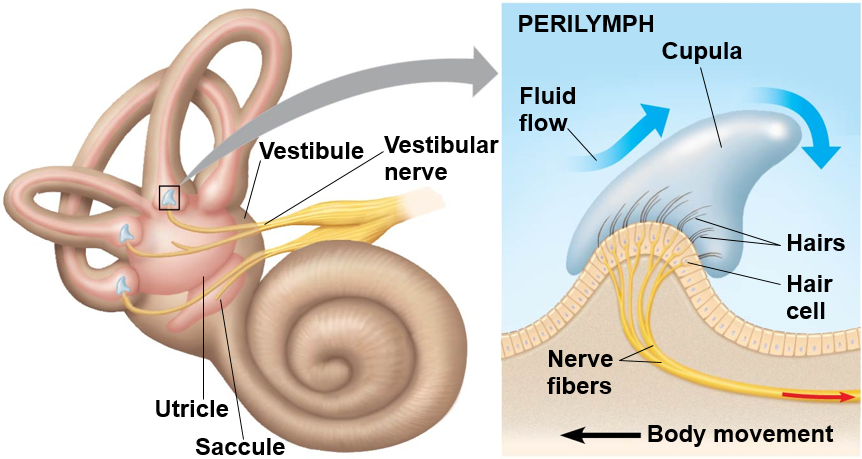 PERILYMPH
Cupula
Fluid
flow
Vestibule
Vestibular
nerve
Hairs
Hair
cell
Nerve
fibers
Utricle
Saccule
Body movement